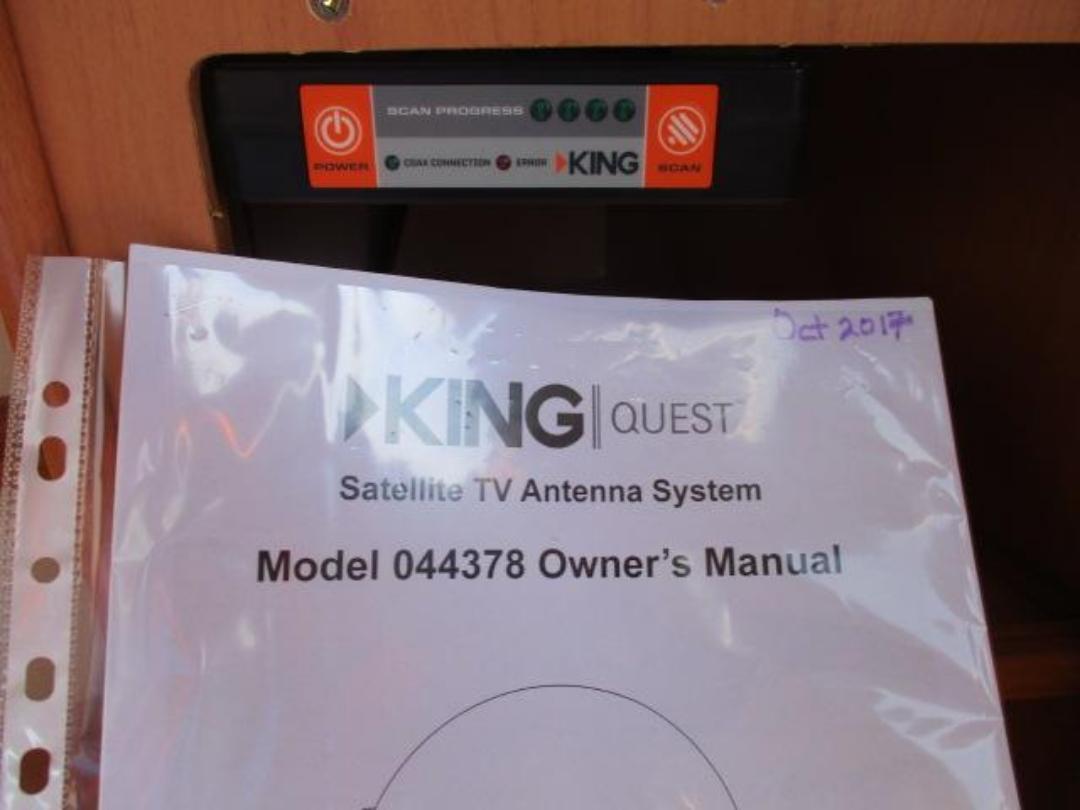 SCAN PROGRESS
POWER
COAX CONNECTION ERROR KING
SCAN
Oct 2017
KING QUEST
Satellite TV Antenna System
Model 044378 Owner's Manual